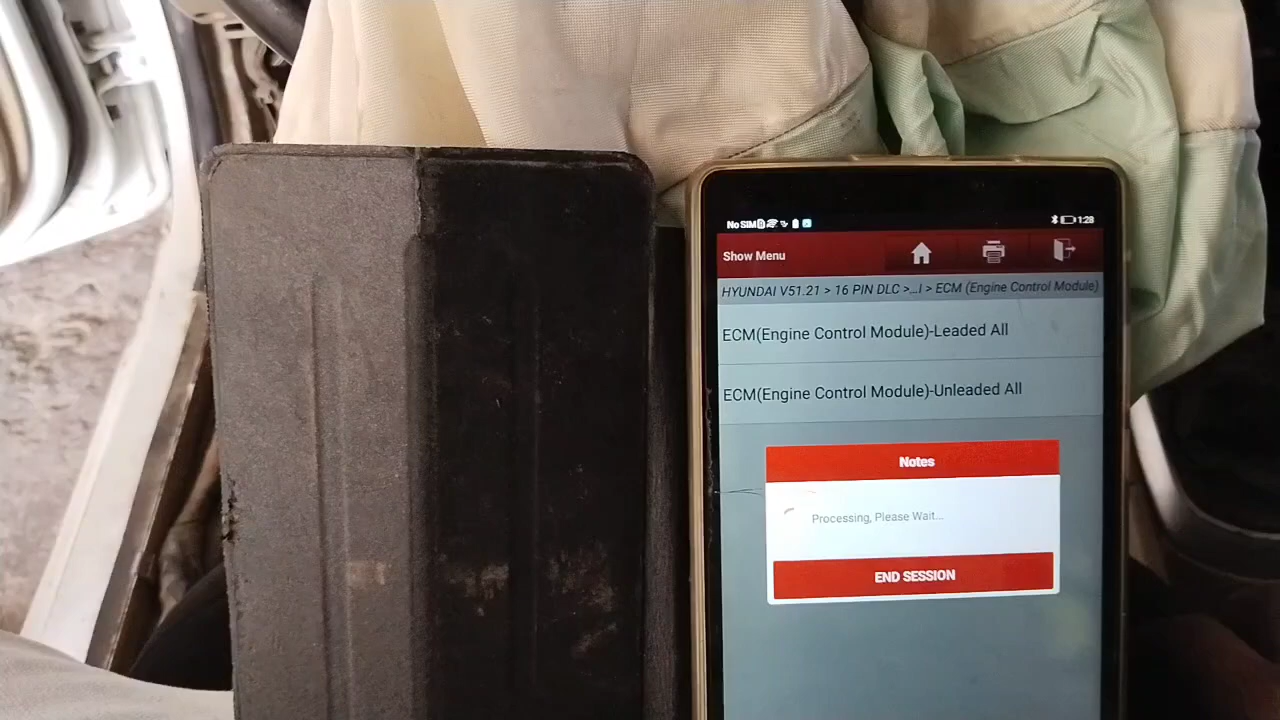 No SIM 1:28
Show Menu
HYUNDAI V51.21 > 16 PIN DLC >...I > ECM (Engine Control Module)
ECM(Engine Control Module)-Leaded All
ECM(Engine Control Module)-Unleaded All
Notes
Processing, Please Wait...
END SESSION